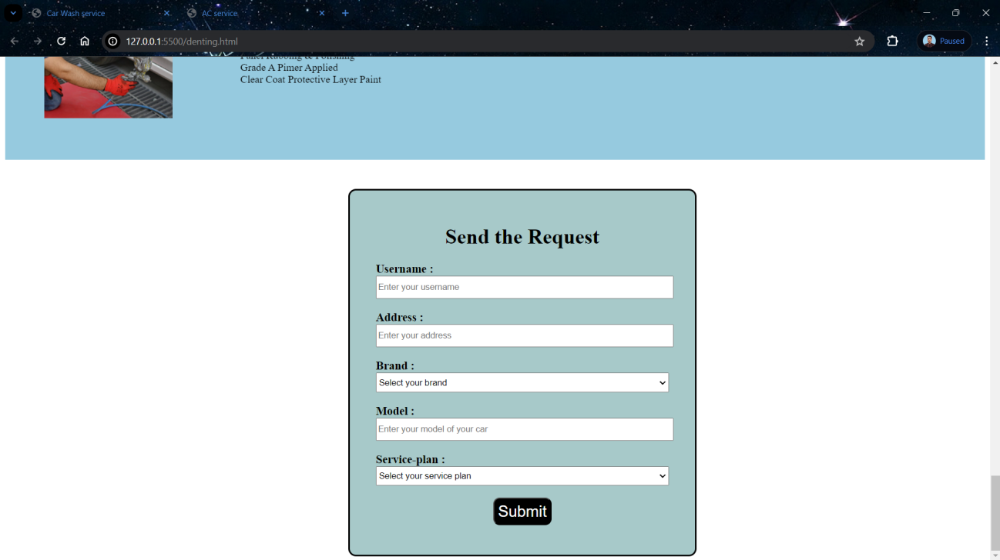 Car Wash service
AC service
127.0.0.1:5500/denting.html
Paused
Panel Rubbing & Polishing
Grade A Pimer Applied
Clear Coat Protective Layer Paint
Send the Request
Username :
Enter your username
Address :
Enter your address
Brand :
Select your brand
Model :
Enter your model of your car
Service-plan :
Select your service plan
Submit